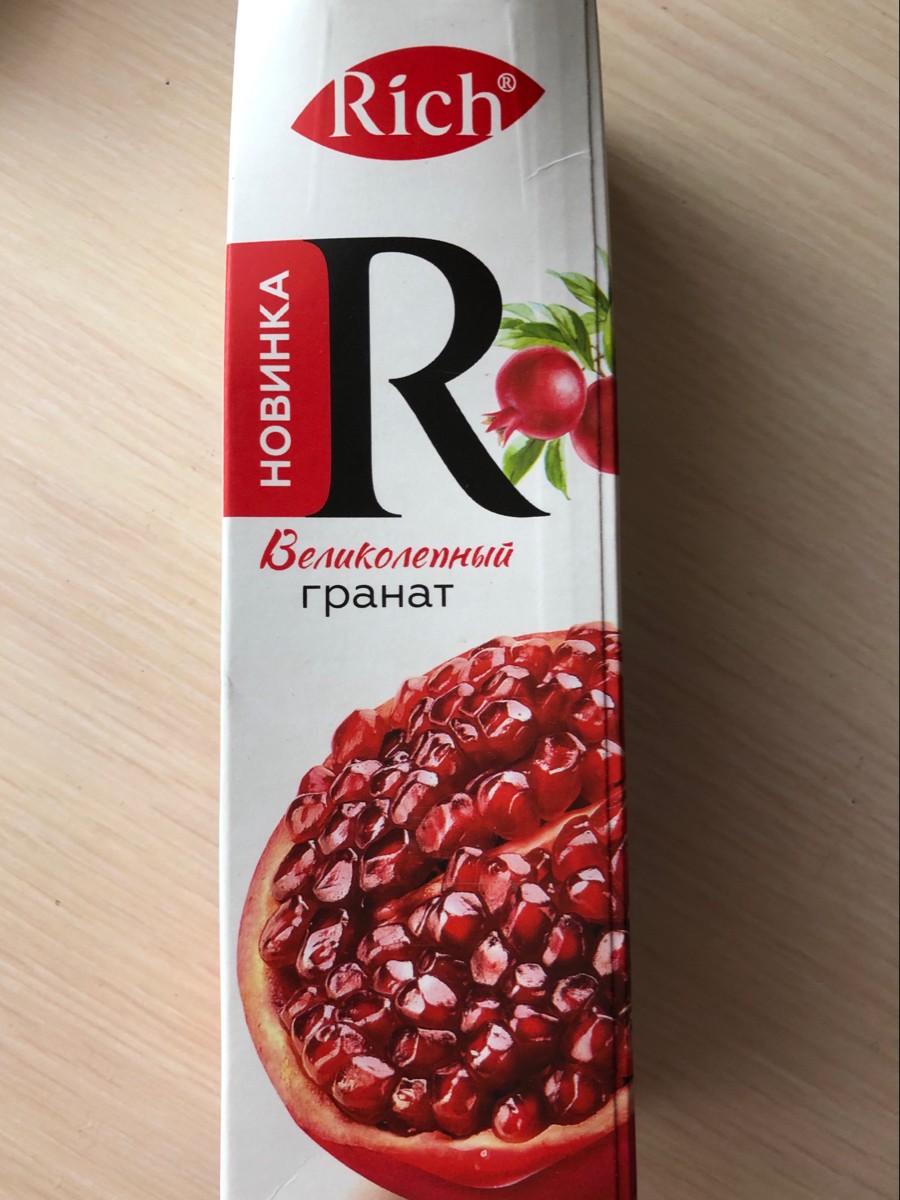 Rich®
НОВИНКА
R
Великолепный
гранат